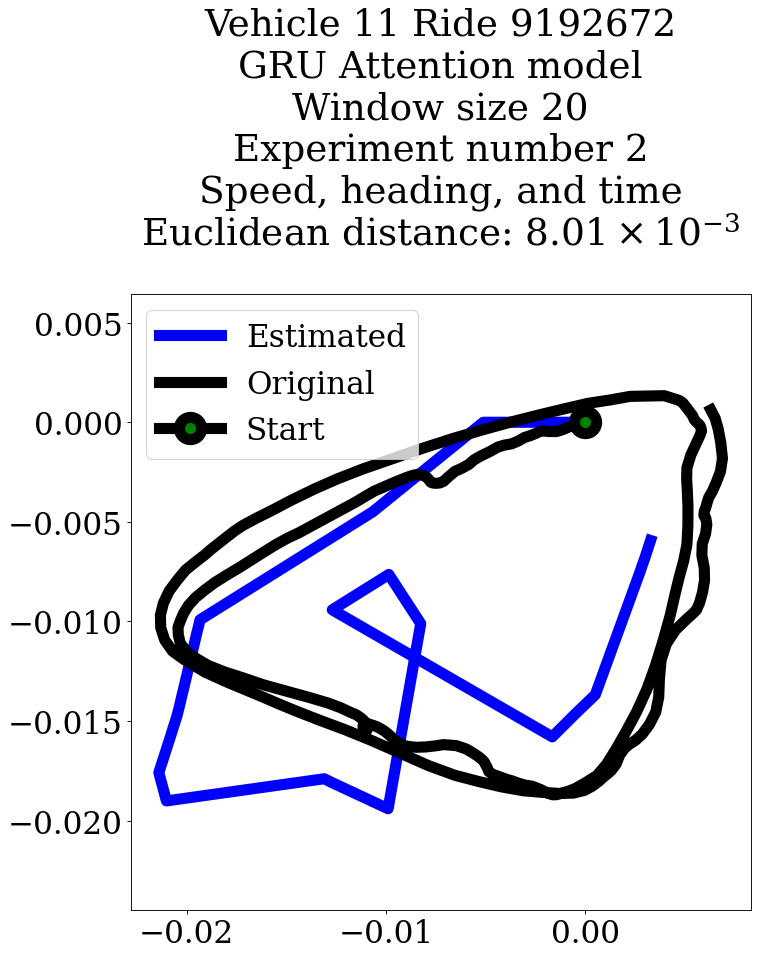 Vehicle 11 Ride 9192672
GRU Attention model
Window size 20
Experiment number 2
Speed, heading, and time
Euclidean distance: 8.01 × 10⁻³
0.005
Estimated
Original
0.000
Start
−0.005
−0.010
−0.015
−0.020
−0.02 −0.01 0.00